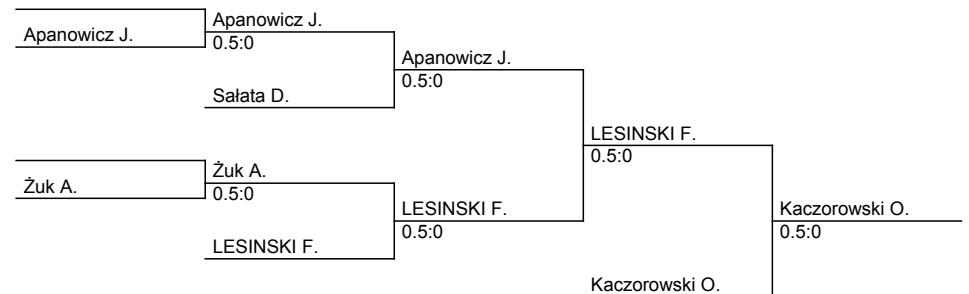 Apanowicz J.
Apanowicz J.
0.5:0
Apanowicz J.
0.5:0
Sałata D.
LESINSKI F.
0.5:0
Żuk A.
Żuk A.
0.5:0
LESINSKI F.
0.5:0
Kaczorowski O.
0.5:0
LESINSKI F.
Kaczorowski O.